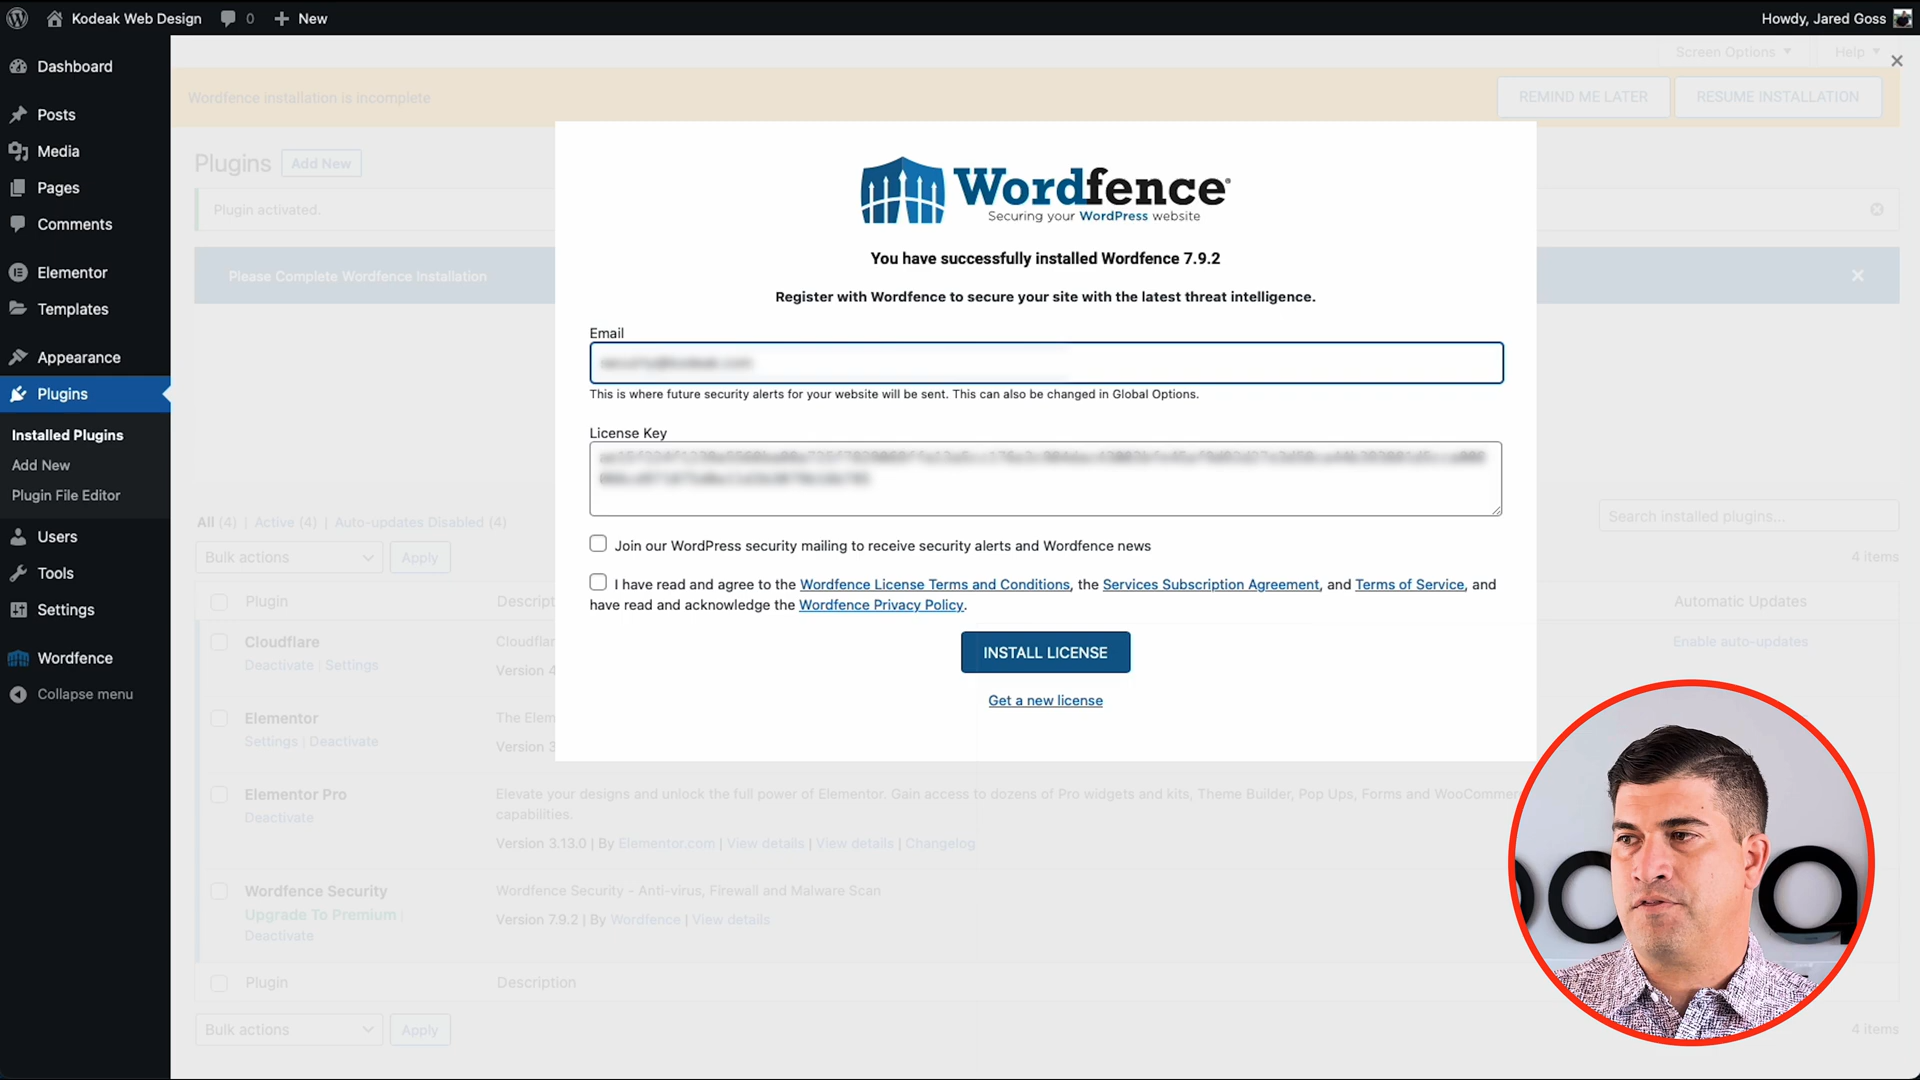 Kodeak Web Design 0 New Howdy, Jared Goss
Screen Options Help
Dashboard
Posts
Media
Pages
Comments
Elementor
Templates
Appearance
Plugins
Installed Plugins
Add New
Plugin File Editor
Users
Tools
Settings
Wordfence
Collapse menu
Wordfence installation is incomplete REMIND ME LATER RESUME INSTALLATION
Plugins Add New
Plugin activated.
Please Complete Wordfence Installation
Wordfence®
Securing your WordPress website
You have successfully installed Wordfence 7.9.2
Register with Wordfence to secure your site with the latest threat intelligence.
Email
This is where future security alerts for your website will be sent. This can also be changed in Global Options.
License Key
Join our WordPress security mailing to receive security alerts and Wordfence news
I have read and agree to the Wordfence License Terms and Conditions, the Services Subscription Agreement, and Terms of Service, and
have read and acknowledge the Wordfence Privacy Policy.
INSTALL LICENSE
Get a new license
All (4) | Active (4) | Auto-updates Disabled (4)
Search installed plugins...
Bulk actions Apply 4 items
Plugin Descript Automatic Updates
Cloudflare Cloudflar Enable auto-updates
Deactivate | Settings
Version 4
Elementor The Elem
Settings | Deactivate
Version 3
Elementor Pro Elevate your designs and unlock the full power of Elementor. Gain access to dozens of Pro widgets and kits, Theme Builder, Pop Ups, Forms and WooCommer
Deactivate capabilities.
Version 3.13.0 | By Elementor.com | View details | View details | Changelog
Wordfence Security Wordfence Security - Anti-virus, Firewall and Malware Scan
Upgrade To Premium |
Deactivate
Version 7.9.2 | By Wordfence | View details
Plugin Description
Bulk actions Apply 4 items